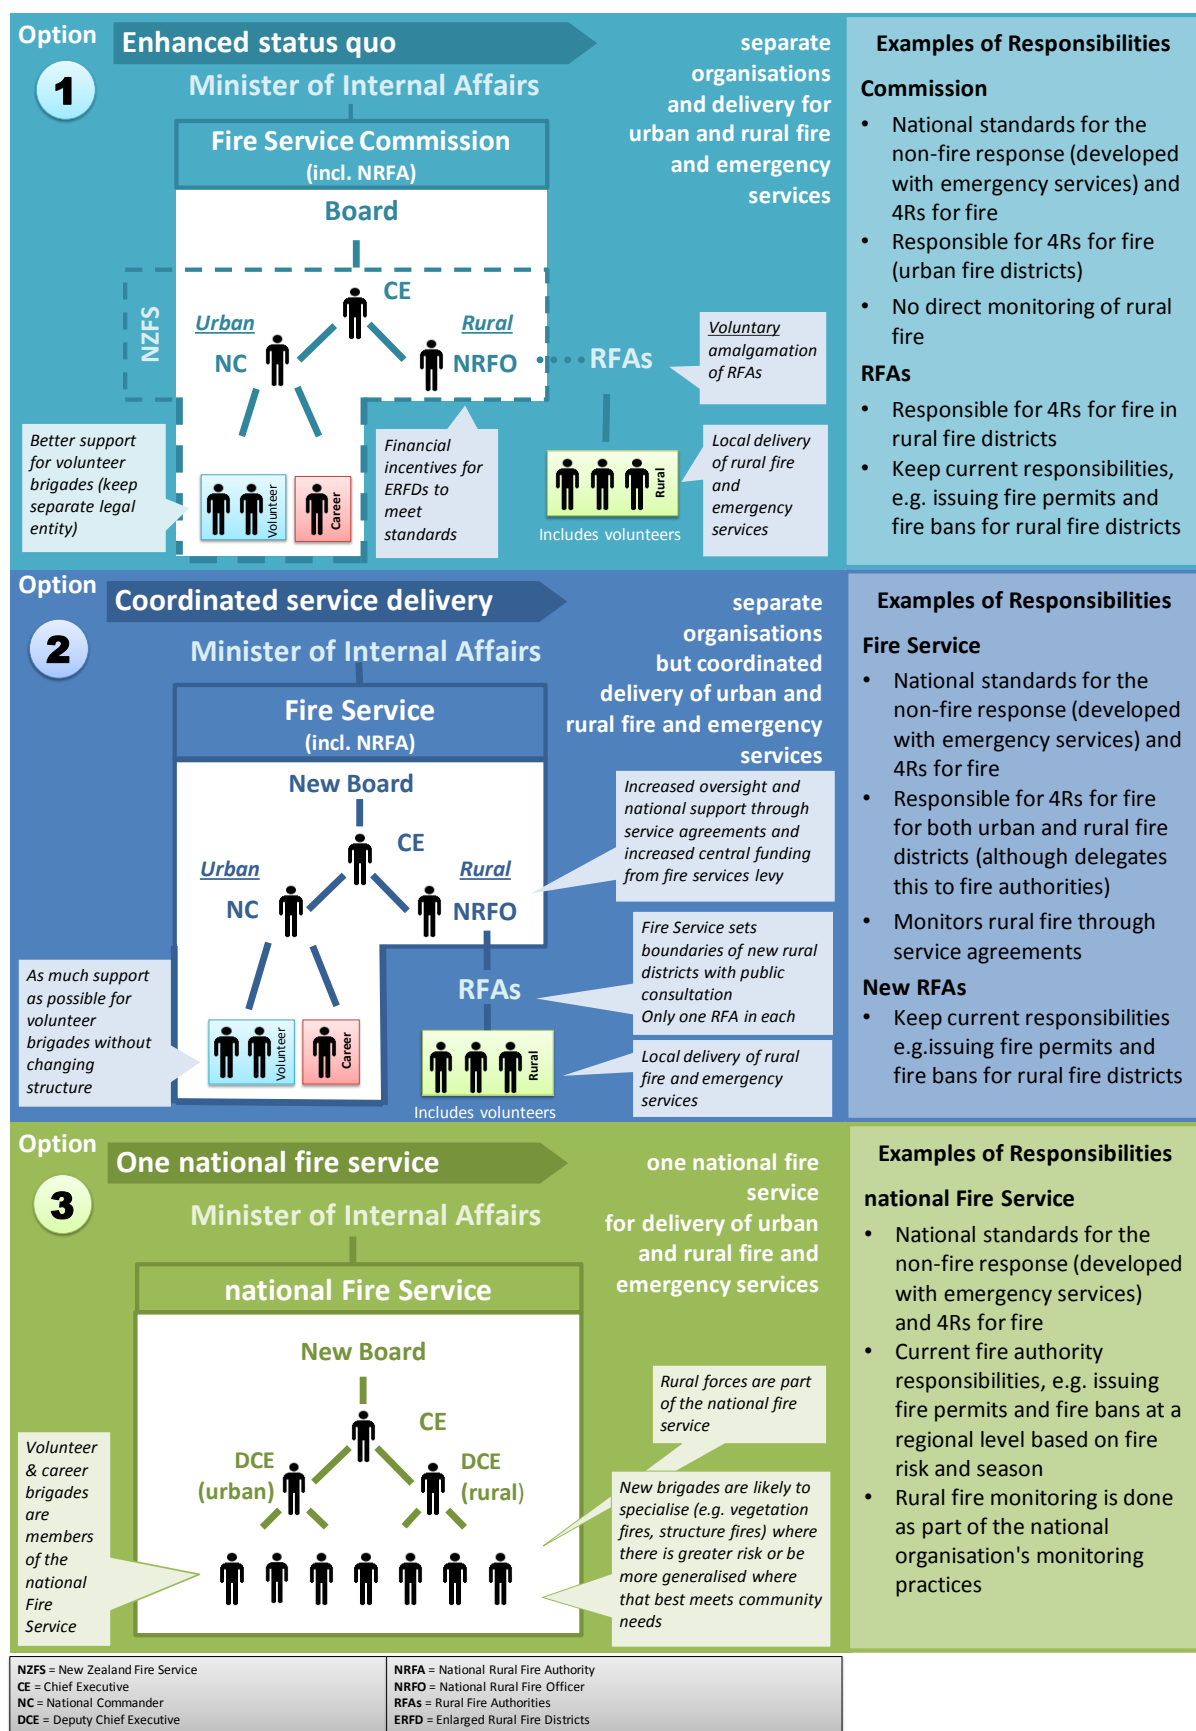 Option
1
Enhanced status quo
Minister of Internal Affairs
Fire Service Commission
(incl. NRFA)
Board
CE
NZFS
Urban
NC
Rural
NRFO
RFAs
separate
organisations
and delivery for
urban and rural fire
and emergency
services
Voluntary
amalgamation
of RFAs
Better support
for volunteer
brigades (keep
separate legal
entity)
Volunteer
Career
Financial
incentives for
ERFDs to
meet
standards
Rural
Includes volunteers
Local delivery
of rural fire
and
emergency
services
Examples of Responsibilities
Commission
• National standards for the
non-fire response (developed
with emergency services) and
4Rs for fire
• Responsible for 4Rs for fire
(urban fire districts)
• No direct monitoring of rural
fire
RFAs
• Responsible for 4Rs for fire in
rural fire districts
• Keep current responsibilities,
e.g. issuing fire permits and
fire bans for rural fire districts
Option
2
Coordinated service delivery
Minister of Internal Affairs
Fire Service
(incl. NRFA)
New Board
CE
Urban
NC
Rural
NRFO
RFAs
separate
organisations
but coordinated
delivery of urban and
rural fire and emergency
services
Increased oversight and
national support through
service agreements and
increased central funding
from fire services levy
Fire Service sets
boundaries of new rural
districts with public
consultation
Only one RFA in each
As much support
as possible for
volunteer
brigades without
changing
structure
Volunteer
Career
Rural
Includes volunteers
Local delivery of rural
fire and emergency
services
Examples of Responsibilities
Fire Service
• National standards for the
non-fire response (developed
with emergency services) and
4Rs for fire
• Responsible for 4Rs for fire
for both urban and rural fire
districts (although delegates
this to fire authorities)
• Monitors rural fire through
service agreements
New RFAs
• Keep current responsibilities
e.g.issuing fire permits and
fire bans for rural fire districts
Option
3
One national fire service
Minister of Internal Affairs
national Fire Service
New Board
CE
DCE
(urban)
DCE
(rural)
one national fire
service
for delivery of urban
and rural fire and
emergency services
Rural forces are part
of the national fire
service
New brigades are likely to
specialise (e.g. vegetation
fires, structure fires) where
there is greater risk or be
more generalised where
that best meets community
needs
Volunteer
& career
brigades
are
members
of the
national
Fire
Service
Examples of Responsibilities
national Fire Service
• National standards for the
non-fire response (developed
with emergency services)
and 4Rs for fire
• Current fire authority
responsibilities, e.g. issuing
fire permits and fire bans at a
regional level based on fire
risk and season
• Rural fire monitoring is done
as part of the national
organisation's monitoring
practices
NZFS = New Zealand Fire Service
CE = Chief Executive
NC = National Commander
DCE = Deputy Chief Executive
NRFA = National Rural Fire Authority
NRFO = National Rural Fire Officer
RFAs = Rural Fire Authorities
ERFD = Enlarged Rural Fire Districts